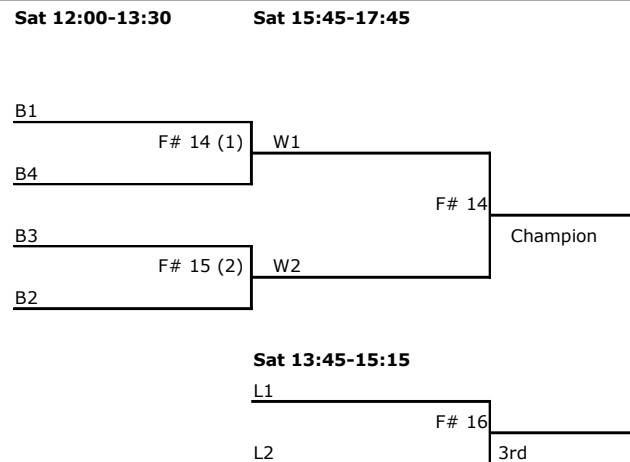 Sat 12:00-13:30 Sat 15:45-17:45
B1
F# 14 (1) W1
B4
F# 14
B3 Champion
F# 15 (2) W2
B2
Sat 13:45-15:15
L1
F# 16
L2 3rd